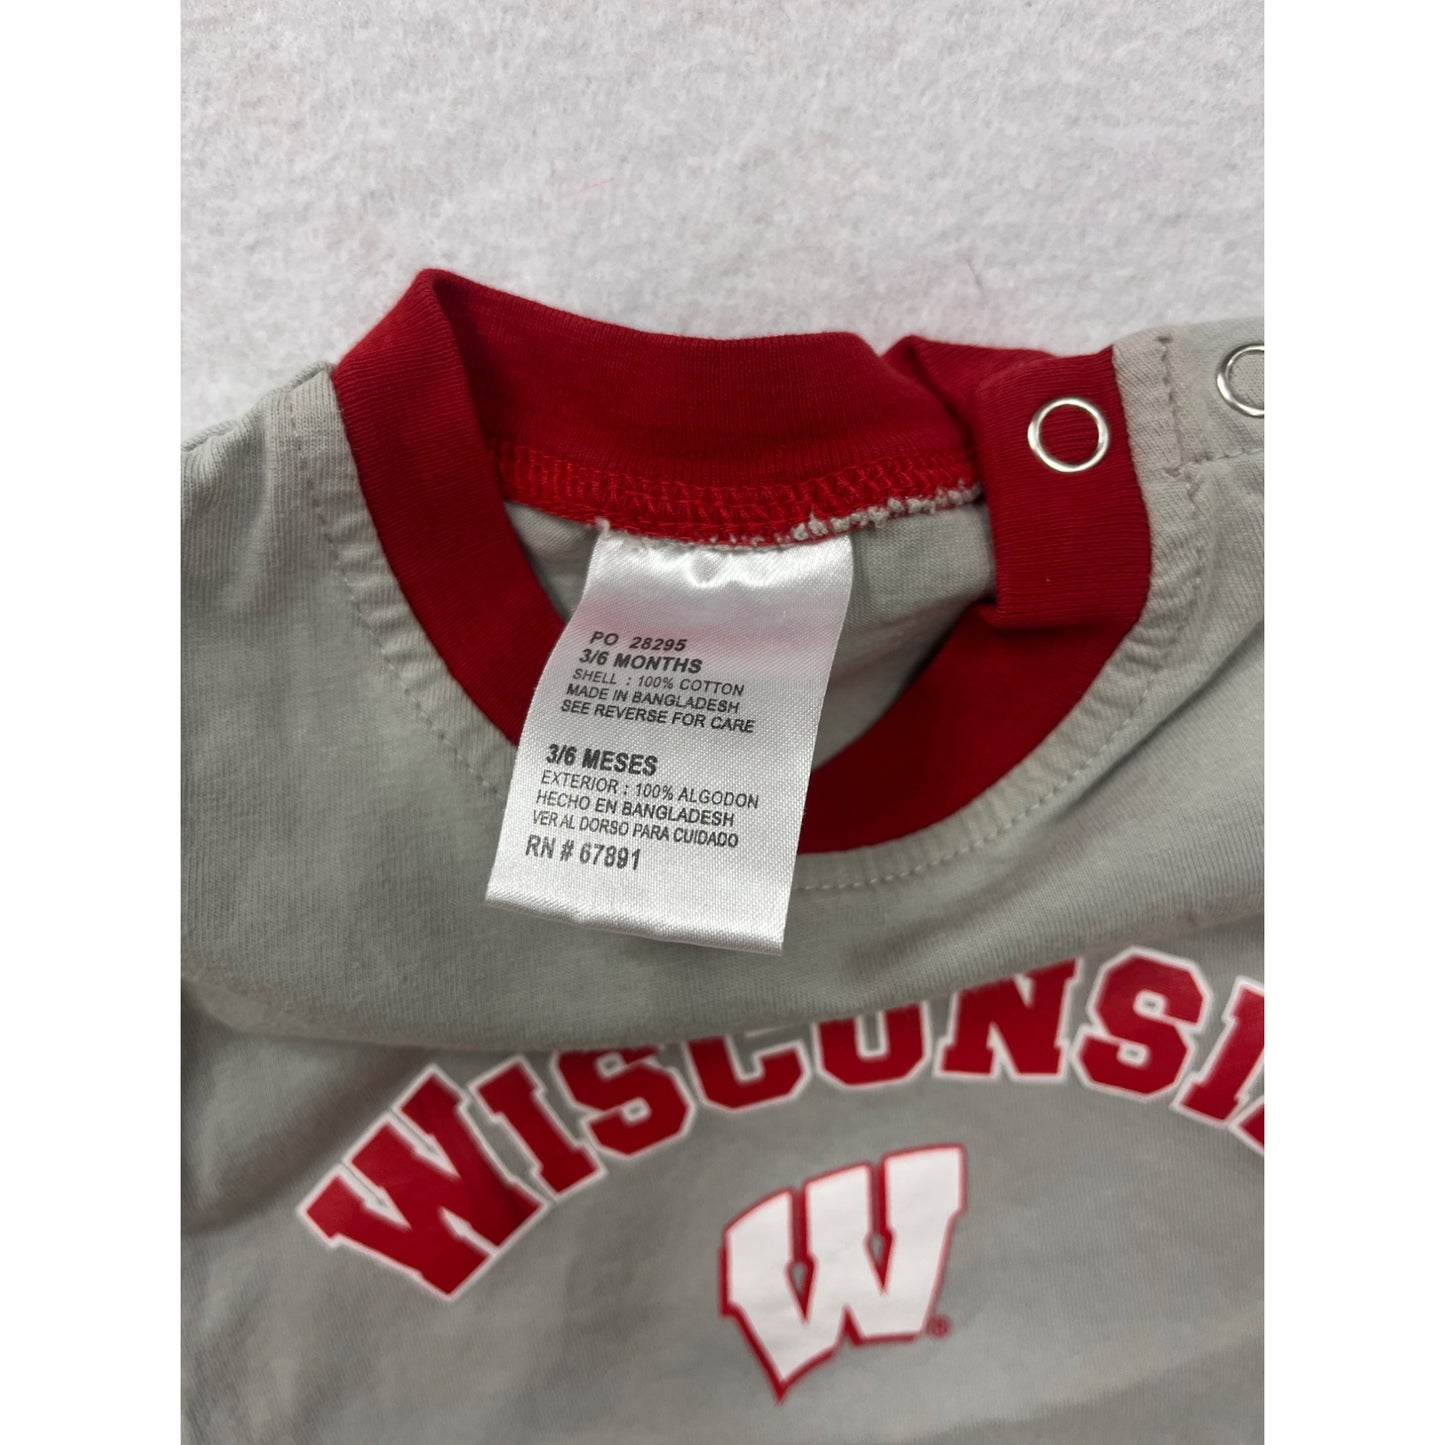 PO 28295
3/6 MONTHS
SHELL : 100% COTTON
MADE IN BANGLADESH
SEE REVERSE FOR CARE
3/6 MESES
EXTERIOR : 100% ALGODON
HECHO EN BANGLADESH
VER AL DORSO PARA CUIDADO
RN # 67891
WISCONSI
W®